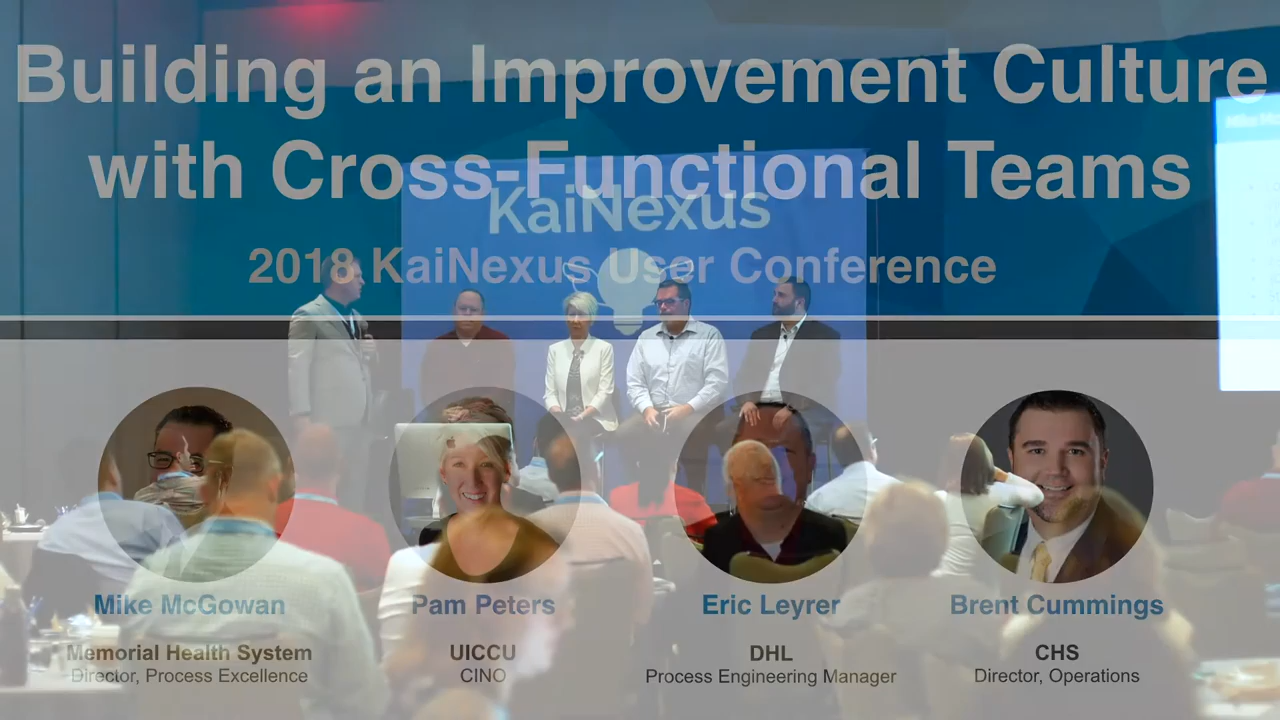 Building an Improvement Culture
with Cross-Functional Teams
KaiNexus
2018 KaiNexus User Conference
Mike McGowan
Pam Peters
Eric Leyrer
Brent Cummings
Memorial Health System
UICCU
DHL
CHS
Director, Process Excellence
CINO
Process Engineering Manager
Director, Operations